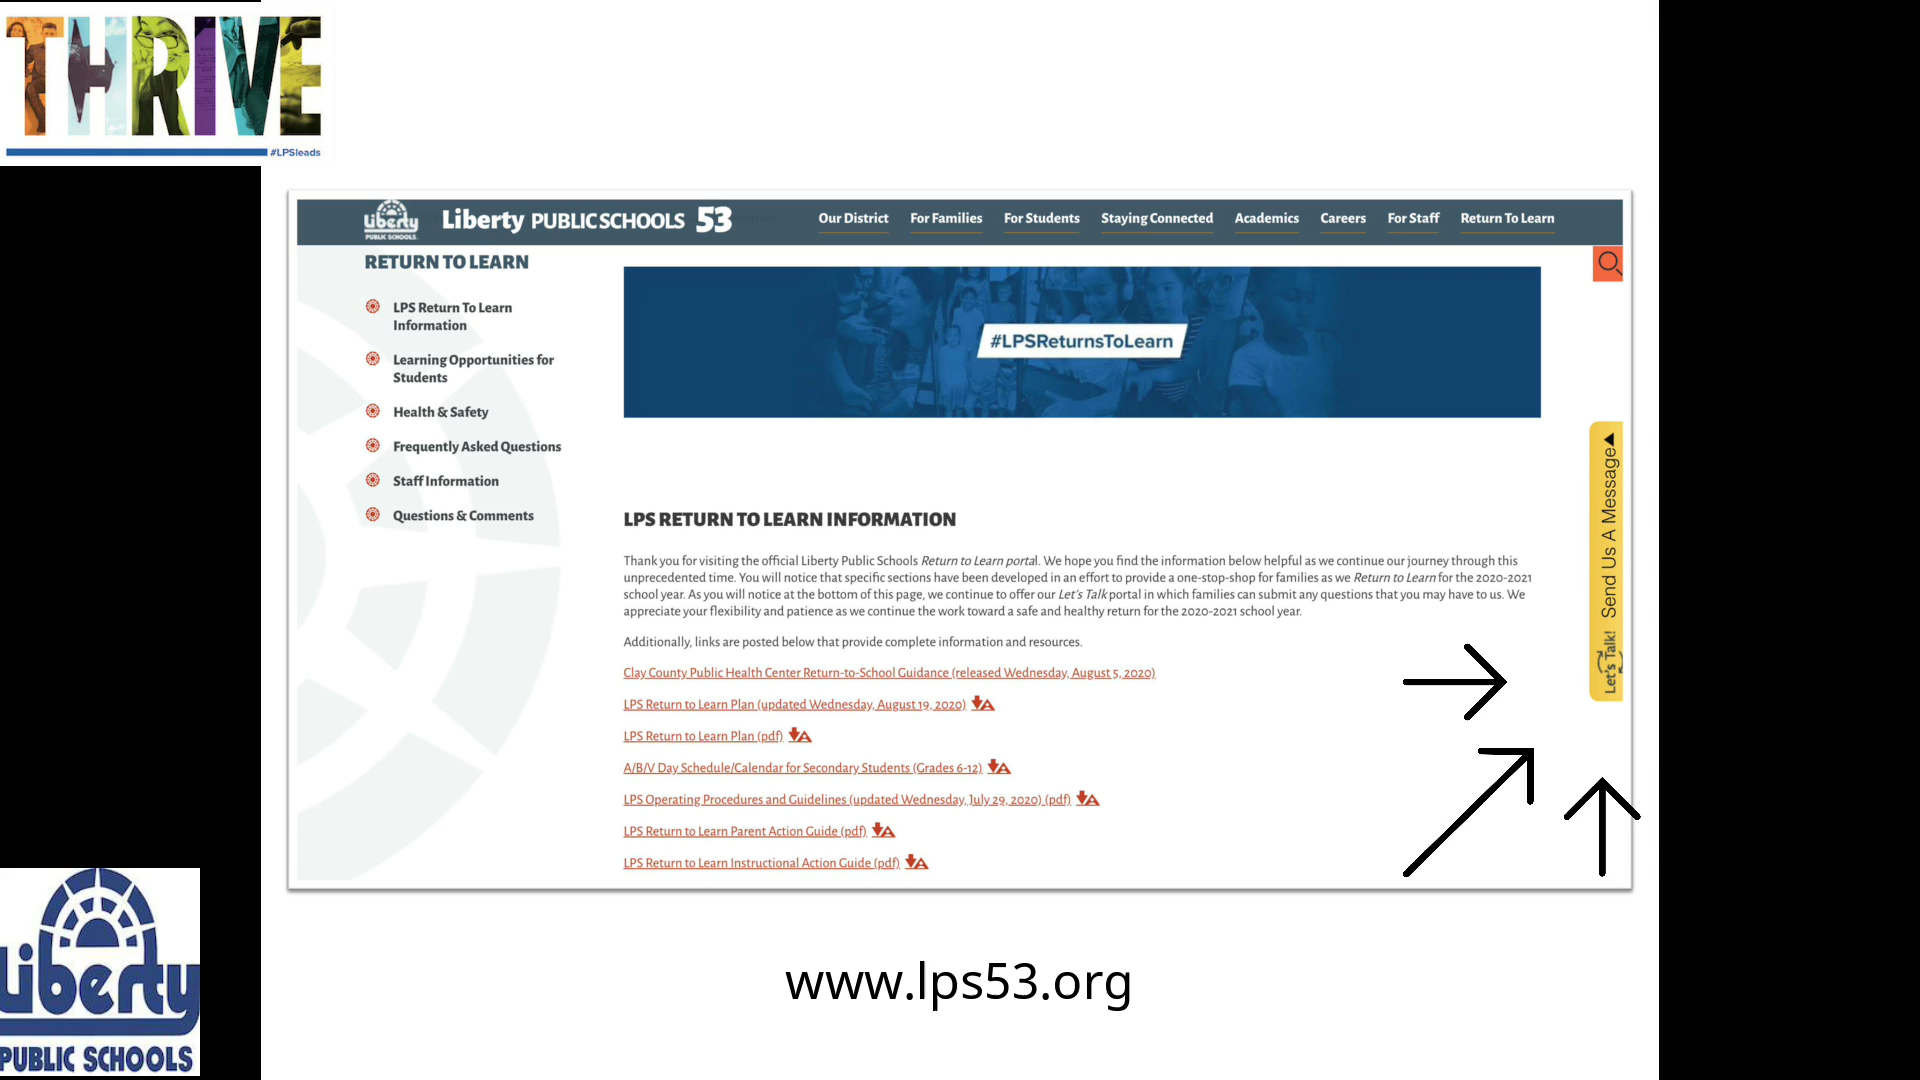 THRIVE
#LPSleads
Liberty
PUBLIC SCHOOLS
Liberty PUBLIC SCHOOLS 53
Our District
For Families
For Students
Staying Connected
Academics
Careers
For Staff
Return To Learn
RETURN TO LEARN
LPS Return To Learn
Information
Learning Opportunities for
Students
Health & Safety
Frequently Asked Questions
Staff Information
Questions & Comments
#LPSReturnsToLearn
LPS RETURN TO LEARN INFORMATION
Thank you for visiting the official Liberty Public Schools Return to Learn portal. We hope you find the information below helpful as we continue our journey through this
unprecedented time. You will notice that specific sections have been developed in an effort to provide a one-stop-shop for families as we Return to Learn for the 2020-2021
school year. As you will notice at the bottom of this page, we continue to offer our Let's Talk portal in which families can submit any questions that you may have to us. We
appreciate your flexibility and patience as we continue the work toward a safe and healthy return for the 2020-2021 school year.
Additionally, links are posted below that provide complete information and resources.
Clay County Public Health Center Return-to-School Guidance (released Wednesday, August 5, 2020)
LPS Return to Learn Plan (updated Wednesday, August 19, 2020)
LPS Return to Learn Plan (pdf)
A/B/V Day Schedule/Calendar for Secondary Students (Grades 6-12)
LPS Operating Procedures and Guidelines (updated Wednesday, July 29, 2020) (pdf)
LPS Return to Learn Parent Action Guide (pdf)
LPS Return to Learn Instructional Action Guide (pdf)
Let's Talk! Send Us A Message
www.lps53.org
Liberty
PUBLIC SCHOOLS